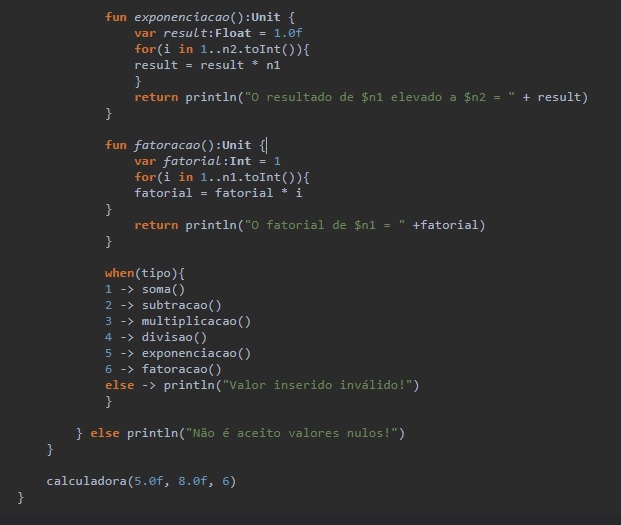 fun exponenciacao():Unit {
var result:Float = 1.0f
for(i in 1..n2.toInt()){
result = result * n1
}
return println("O resultado de $n1 elevado a $n2 = " + result)
}
fun fatoracao():Unit {
var fatorial:Int = 1
for(i in 1..n1.toInt()){
fatorial = fatorial * i
}
return println("O fatorial de $n1 = " +fatorial)
}
when(tipo){
1 -> soma()
2 -> subtracao()
3 -> multiplicacao()
4 -> divisao()
5 -> exponenciacao()
6 -> fatoracao()
else -> println("Valor inserido inválido!")
}
} else println("Não é aceito valores nulos!")
}
calculadora(5.0f, 8.0f, 6)
}